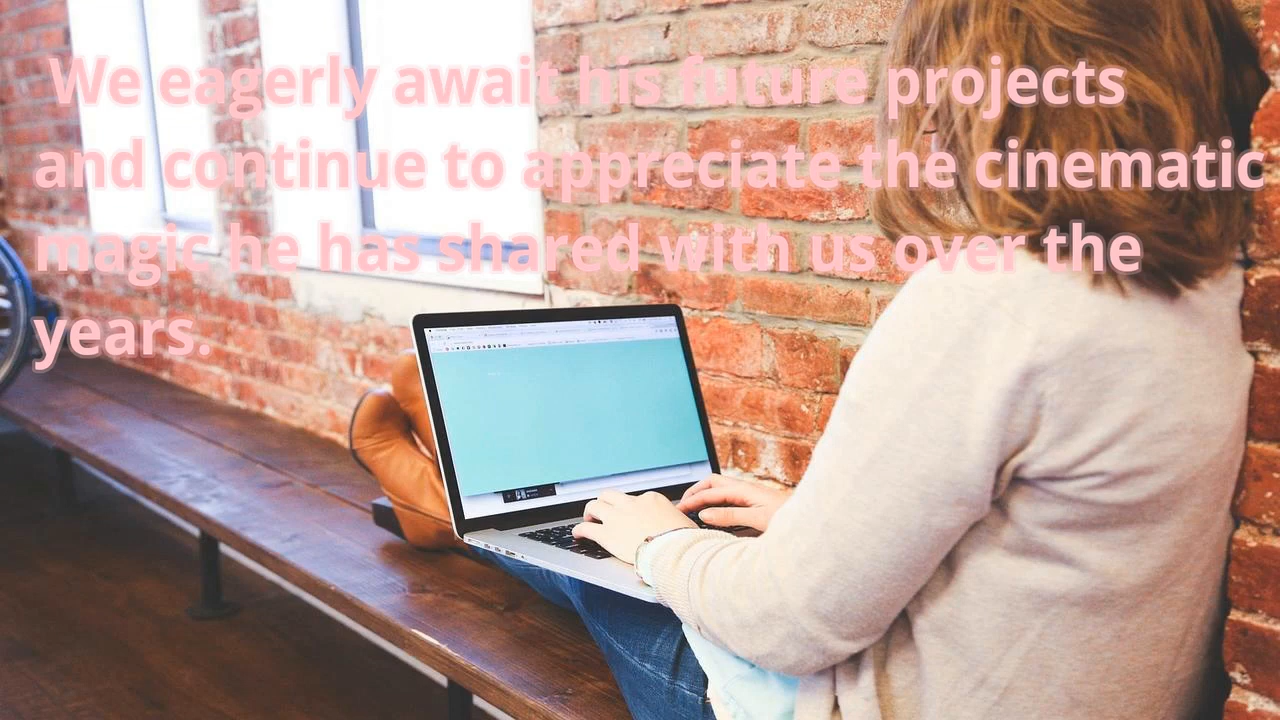 We eagerly await his future projects
and continue to appreciate the cinematic
magic he has shared with us over the
years.